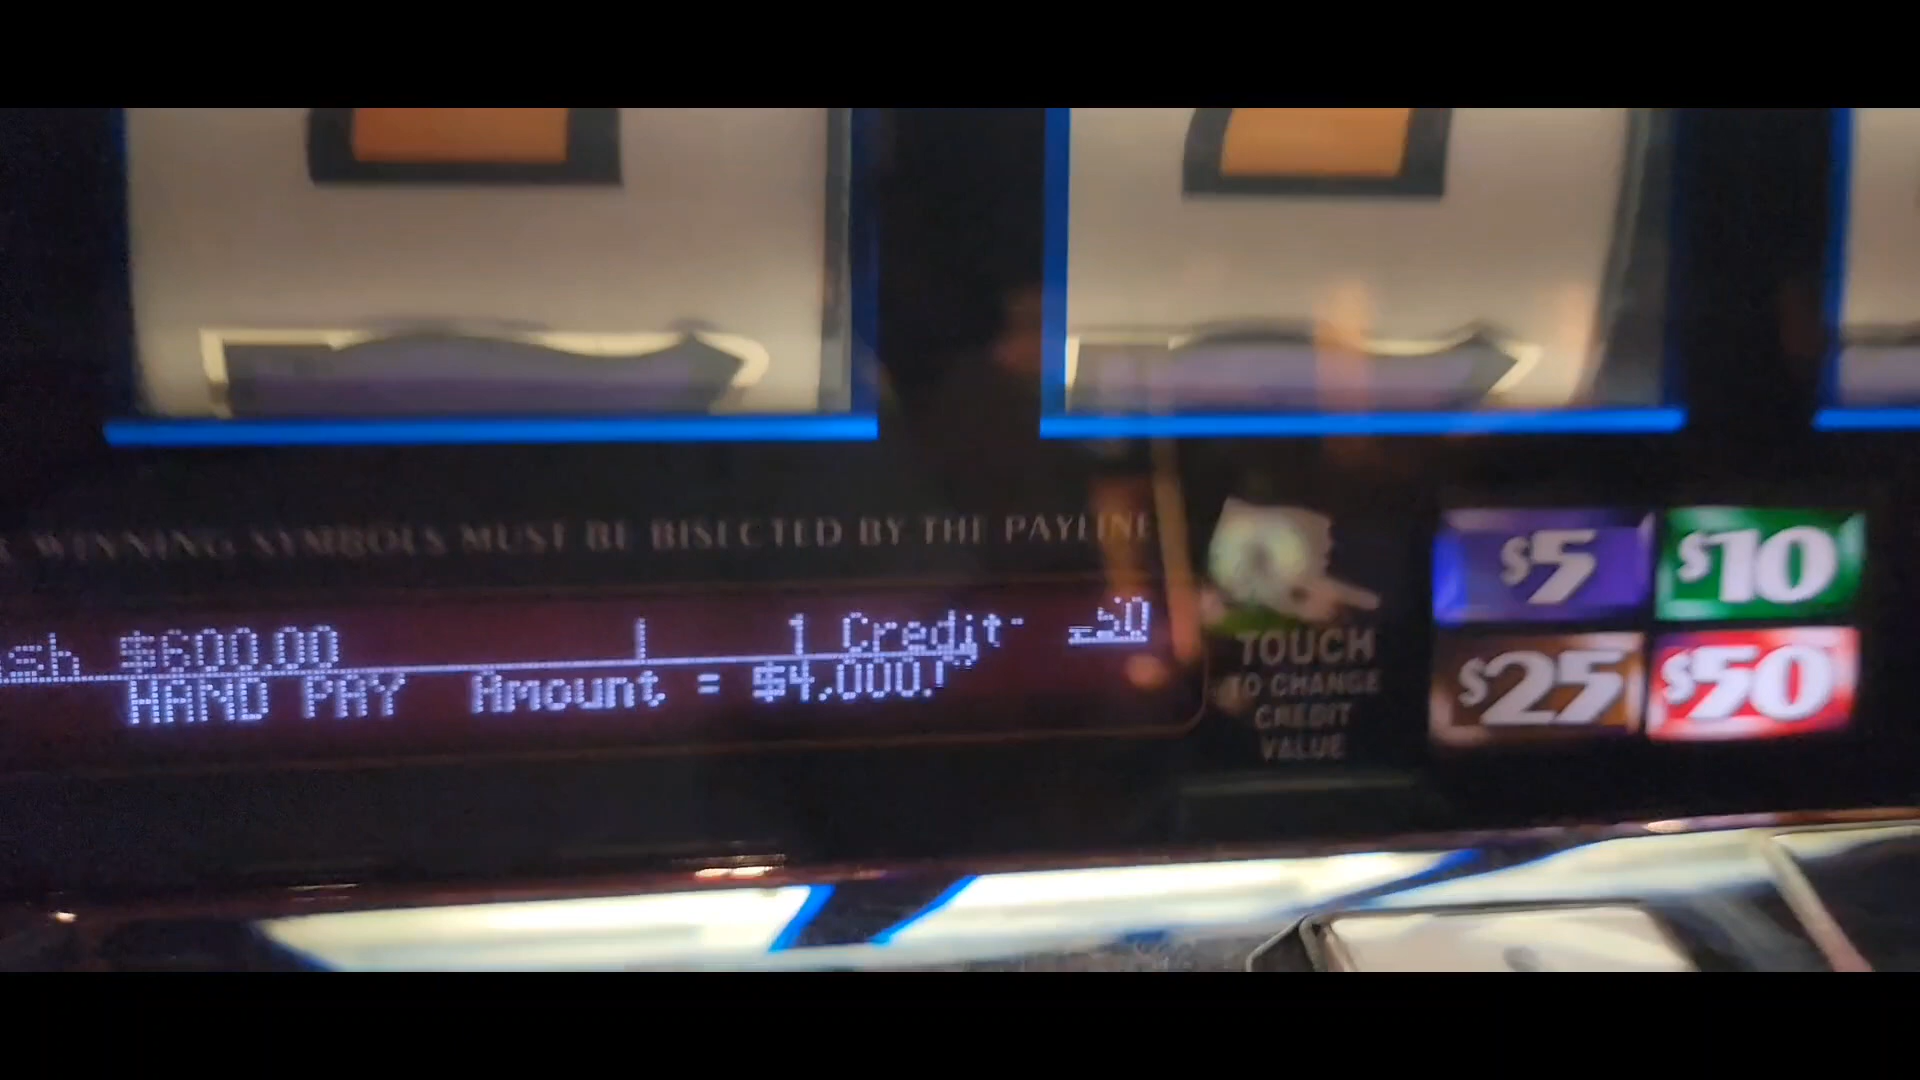 WINNING SYMBOLS MUST BE BISECTED BY THE PAYLINE
sh $600.00 | 1 Credit 50
HAND PAY Amount = $4,000.
TOUCH
TO CHANGE
CREDIT
VALUE
$5 $10
$25 $50